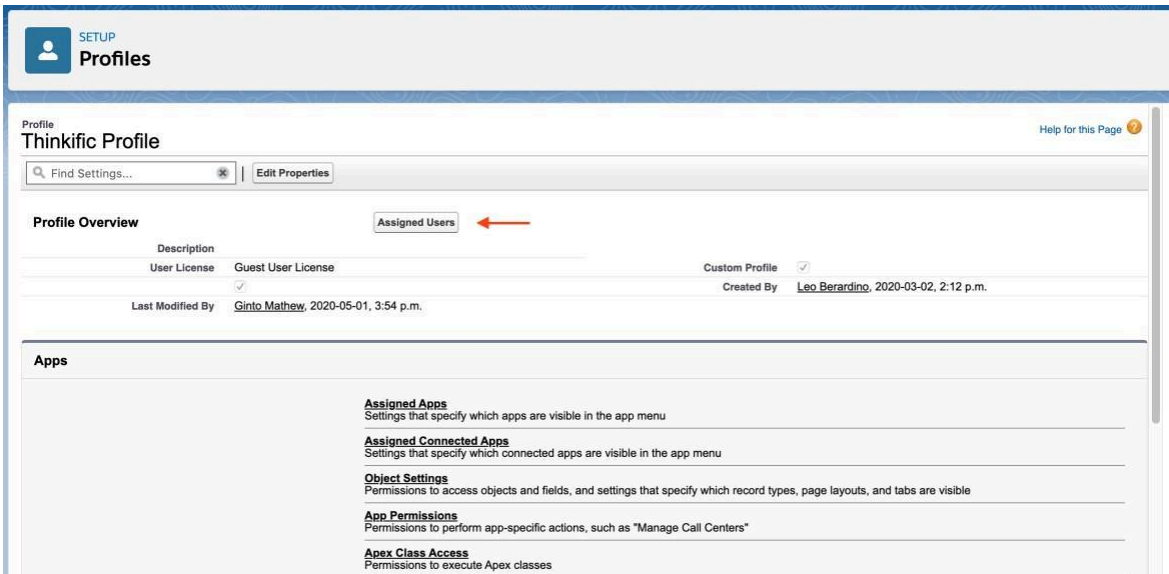 SETUP
Profiles
Profile
Thinkific Profile
Help for this Page
Find Settings...
Edit Properties
Profile Overview
Assigned Users
Description
User License Guest User License
Custom Profile
Created By Leo Berardino, 2020-03-02, 2:12 p.m.
Last Modified By Ginto Mathew, 2020-05-01, 3:54 p.m.
Apps
Assigned Apps
Settings that specify which apps are visible in the app menu
Assigned Connected Apps
Settings that specify which connected apps are visible in the app menu
Object Settings
Permissions to access objects and fields, and settings that specify which record types, page layouts, and tabs are visible
App Permissions
Permissions to perform app-specific actions, such as "Manage Call Centers"
Apex Class Access
Permissions to execute Apex classes